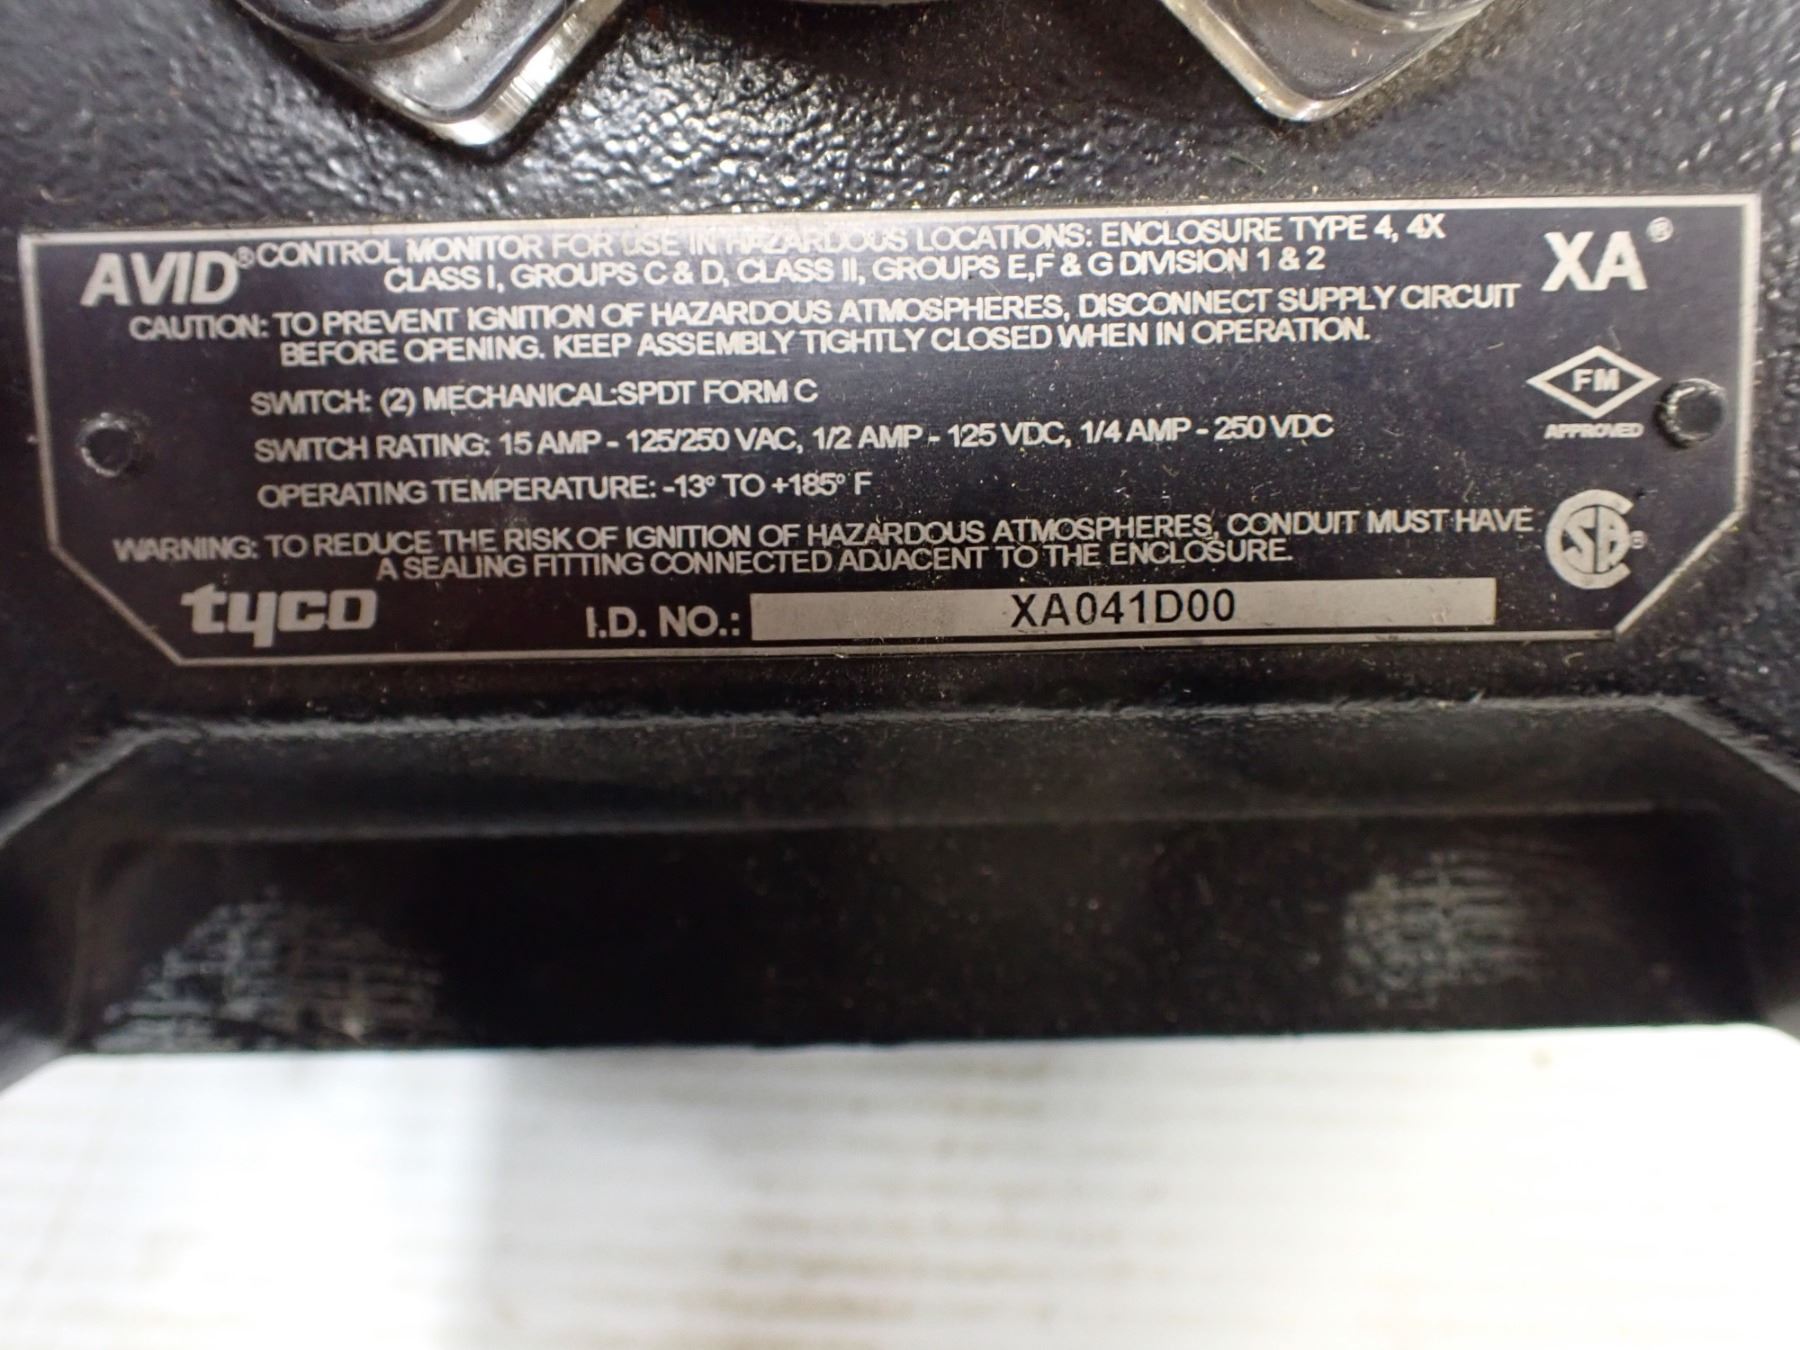 AVID® CONTROL MONITOR FOR USE IN HAZARDOUS LOCATIONS: ENCLOSURE TYPE 4, 4X XA®
CLASS I, GROUPS C & D, CLASS II, GROUPS E,F & G DIVISION 1 & 2
CAUTION: TO PREVENT IGNITION OF HAZARDOUS ATMOSPHERES, DISCONNECT SUPPLY CIRCUIT
BEFORE OPENING. KEEP ASSEMBLY TIGHTLY CLOSED WHEN IN OPERATION.
SWITCH: (2) MECHANICAL:SPDT FORM C
FM
APPROVED
SWITCH RATING: 15 AMP - 125/250 VAC, 1/2 AMP - 125 VDC, 1/4 AMP - 250 VDC
OPERATING TEMPERATURE: -13° TO +185° F
WARNING: TO REDUCE THE RISK OF IGNITION OF HAZARDOUS ATMOSPHERES, CONDUIT MUST HAVE
A SEALING FITTING CONNECTED ADJACENT TO THE ENCLOSURE.
CSA®
tyco I.D. NO.: XA041D00